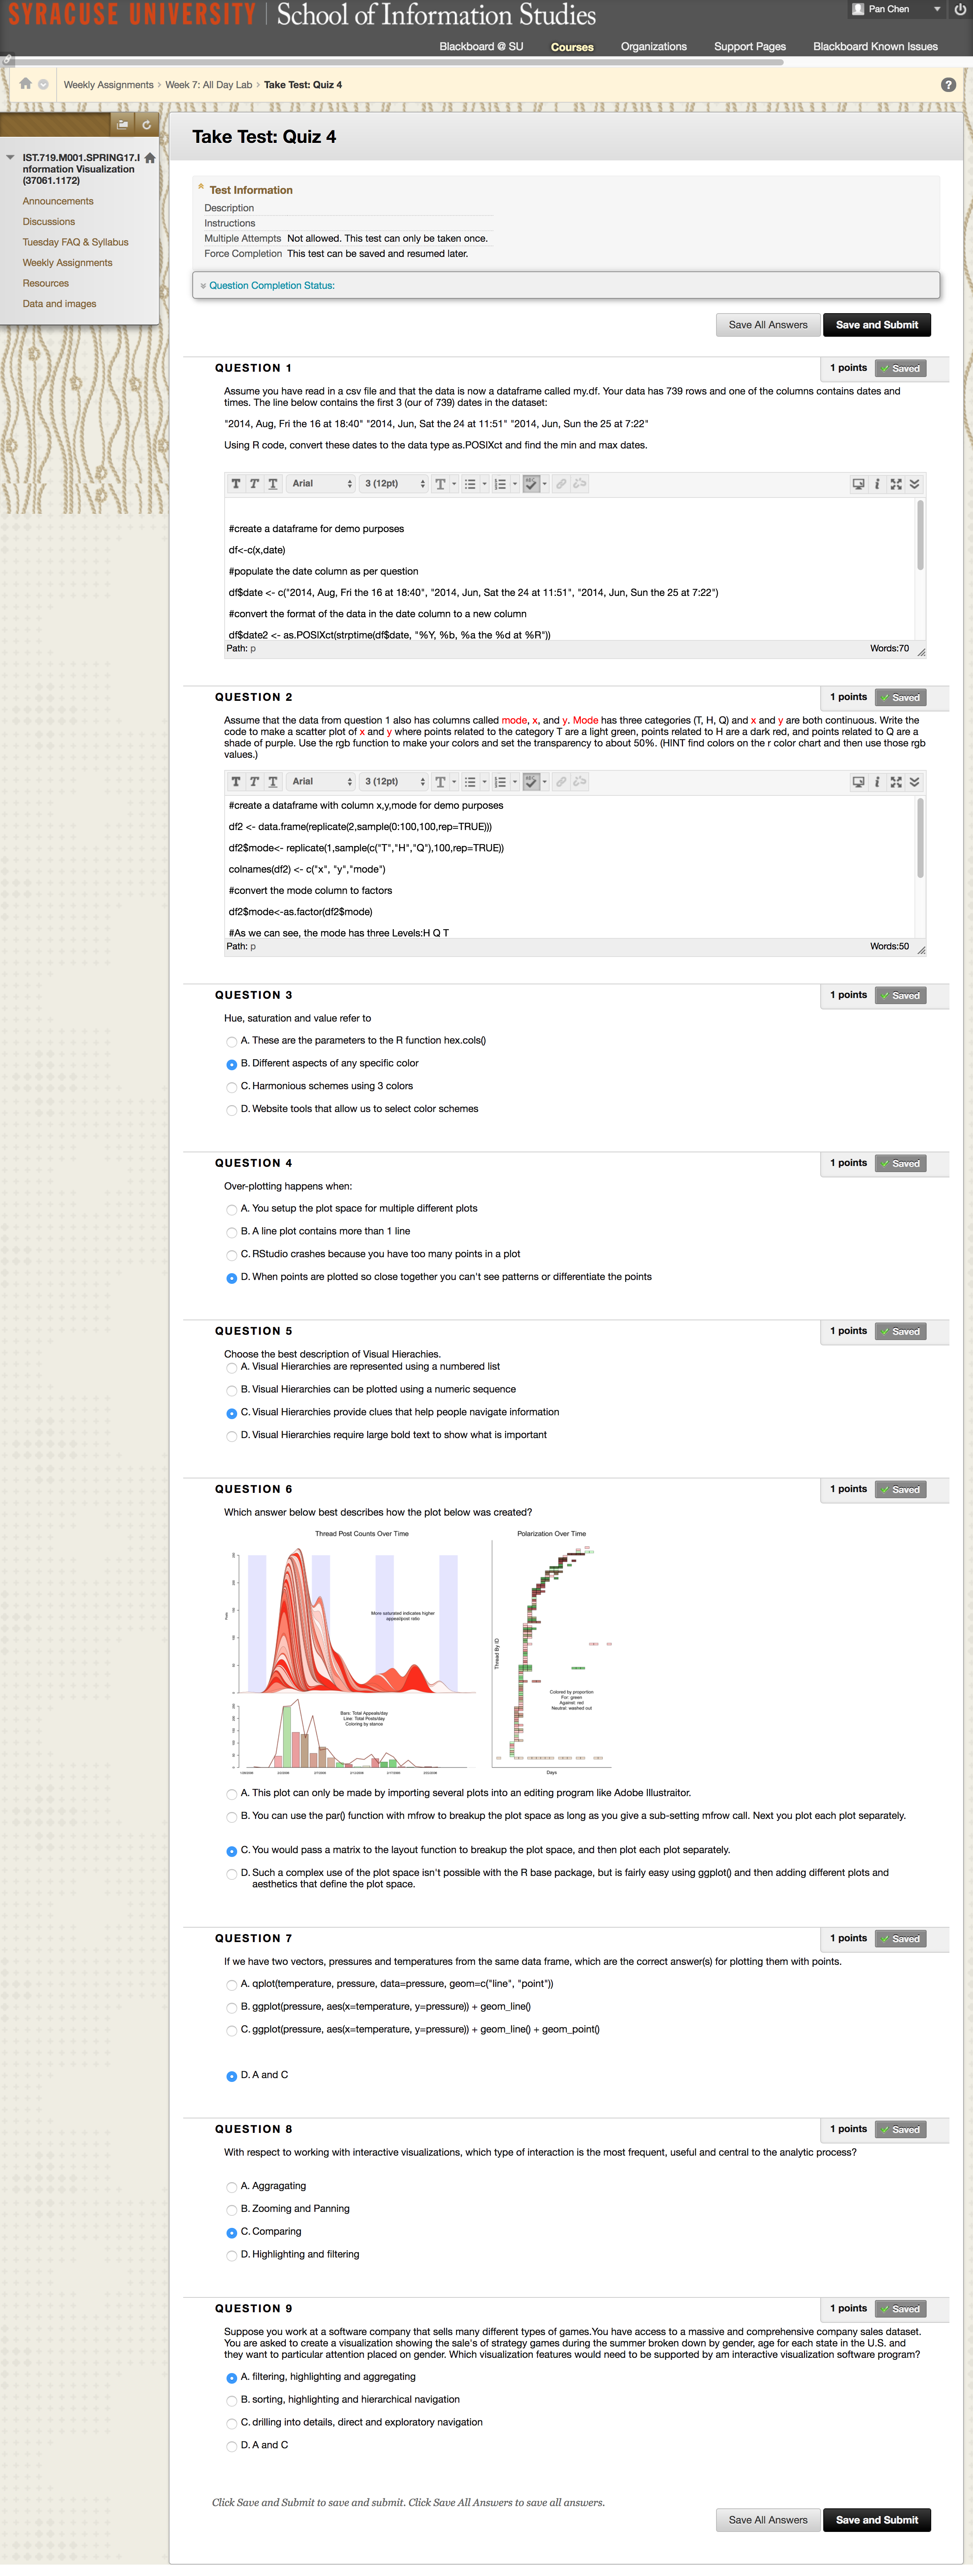 SYRACUSE UNIVERSITY School of Information Studies
Pan Chen
Blackboard @ SU Courses Organizations Support Pages Blackboard Known Issues
Weekly Assignments Week 7: All Day Lab Take Test: Quiz 4
IST.719.M001.SPRING17.I
nformation Visualization
(37061.1172)
Announcements
Discussions
Tuesday FAQ & Syllabus
Weekly Assignments
Resources
Data and images
Take Test: Quiz 4
Test Information
Description
Instructions
Multiple Attempts Not allowed. This test can only be taken once.
Force Completion This test can be saved and resumed later.
Question Completion Status:
Save All Answers Save and Submit
QUESTION 1
1 points Saved
Assume you have read in a csv file and that the data is now a dataframe called my.df. Your data has 739 rows and one of the columns contains dates and
times. The line below contains the first 3 (our of 739) dates in the dataset:
"2014, Aug, Fri the 16 at 18:40" "2014, Jun, Sat the 24 at 11:51" "2014, Jun, Sun the 25 at 7:22"
Using R code, convert these dates to the data type as.POSIXct and find the min and max dates.
T T T Arial 3 (12pt) T
#create a dataframe for demo purposes
df<-c(x,date)
#populate the date column as per question
df$date <- c("2014, Aug, Fri the 16 at 18:40", "2014, Jun, Sat the 24 at 11:51", "2014, Jun, Sun the 25 at 7:22")
#convert the format of the data in the date column to a new column
df$date2 <- as.POSIXct(strptime(df$date, "%Y, %b, %a the %d at %R"))
Path: p Words:70
QUESTION 2
1 points Saved
Assume that the data from question 1 also has columns called mode, x, and y. Mode has three categories (T, H, Q) and x and y are both continuous. Write the
code to make a scatter plot of x and y where points related to the category T are a light green, points related to H are a dark red, and points related to Q are a
shade of purple. Use the rgb function to make your colors and set the transparency to about 50%. (HINT find colors on the r color chart and then use those rgb
values.)
T T T Arial 3 (12pt) T
#create a dataframe with column x,y,mode for demo purposes
df2 <- data.frame(replicate(2,sample(0:100,100,rep=TRUE)))
df2$mode<- replicate(1,sample(c("T","H","Q"),100,rep=TRUE))
colnames(df2) <- c("x", "y","mode")
#convert the mode column to factors
df2$mode<-as.factor(df2$mode)
#As we can see, the mode has three Levels:H Q T
Path: p Words:50
QUESTION 3
1 points Saved
Hue, saturation and value refer to
A. These are the parameters to the R function hex.cols()
B. Different aspects of any specific color
C. Harmonious schemes using 3 colors
D. Website tools that allow us to select color schemes
QUESTION 4
1 points Saved
Over-plotting happens when:
A. You setup the plot space for multiple different plots
B. A line plot contains more than 1 line
C. RStudio crashes because you have too many points in a plot
D. When points are plotted so close together you can't see patterns or differentiate the points
QUESTION 5
1 points Saved
Choose the best description of Visual Hierachies.
A. Visual Hierarchies are represented using a numbered list
B. Visual Hierarchies can be plotted using a numeric sequence
C. Visual Hierarchies provide clues that help people navigate information
D. Visual Hierarchies require large bold text to show what is important
QUESTION 6
1 points Saved
Which answer below best describes how the plot below was created?
Thread Post Counts Over Time
Polarization Over Time
More saturated indicates higher
appeal/post ratio
Thread By ID
Colored by proportion
For: green
Against: red
Neutral: washed out
Bars: Total Appeals/day
Line: Total Posts/day
Coloring by stance
Days
A. This plot can only be made by importing several plots into an editing program like Adobe Illustraitor.
B. You can use the par() function with mfrow to breakup the plot space as long as you give a sub-setting mfrow call. Next you plot each plot separately.
C. You would pass a matrix to the layout function to breakup the plot space, and then plot each plot separately.
D. Such a complex use of the plot space isn't possible with the R base package, but is fairly easy using ggplot() and then adding different plots and
aesthetics that define the plot space.
QUESTION 7
1 points Saved
If we have two vectors, pressures and temperatures from the same data frame, which are the correct answer(s) for plotting them with points.
A. qplot(temperature, pressure, data=pressure, geom=c("line", "point"))
B. ggplot(pressure, aes(x=temperature, y=pressure)) + geom_line()
C. ggplot(pressure, aes(x=temperature, y=pressure)) + geom_line() + geom_point()
D. A and C
QUESTION 8
1 points Saved
With respect to working with interactive visualizations, which type of interaction is the most frequent, useful and central to the analytic process?
A. Aggragating
B. Zooming and Panning
C. Comparing
D. Highlighting and filtering
QUESTION 9
1 points Saved
Suppose you work at a software company that sells many different types of games.You have access to a massive and comprehensive company sales dataset.
You are asked to create a visualization showing the sale's of strategy games during the summer broken down by gender, age for each state in the U.S. and
they want to particular attention placed on gender. Which visualization features would need to be supported by am interactive visualization software program?
A. filtering, highlighting and aggregating
B. sorting, highlighting and hierarchical navigation
C. drilling into details, direct and exploratory navigation
D. A and C
Click Save and Submit to save and submit. Click Save All Answers to save all answers.
Save All Answers Save and Submit